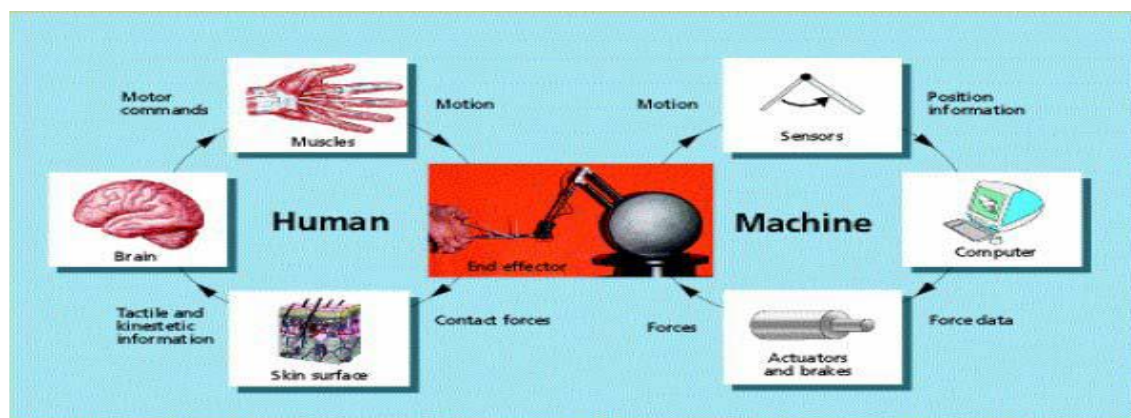 Motor
commands
Muscles
Motion
Motion
Sensors
Position
information
Brain
Human
End effector
Machine
Computer
Tactile and
kinestetic
information
Skin surface
Contact forces
Forces
Actuators
and brakes
Force data